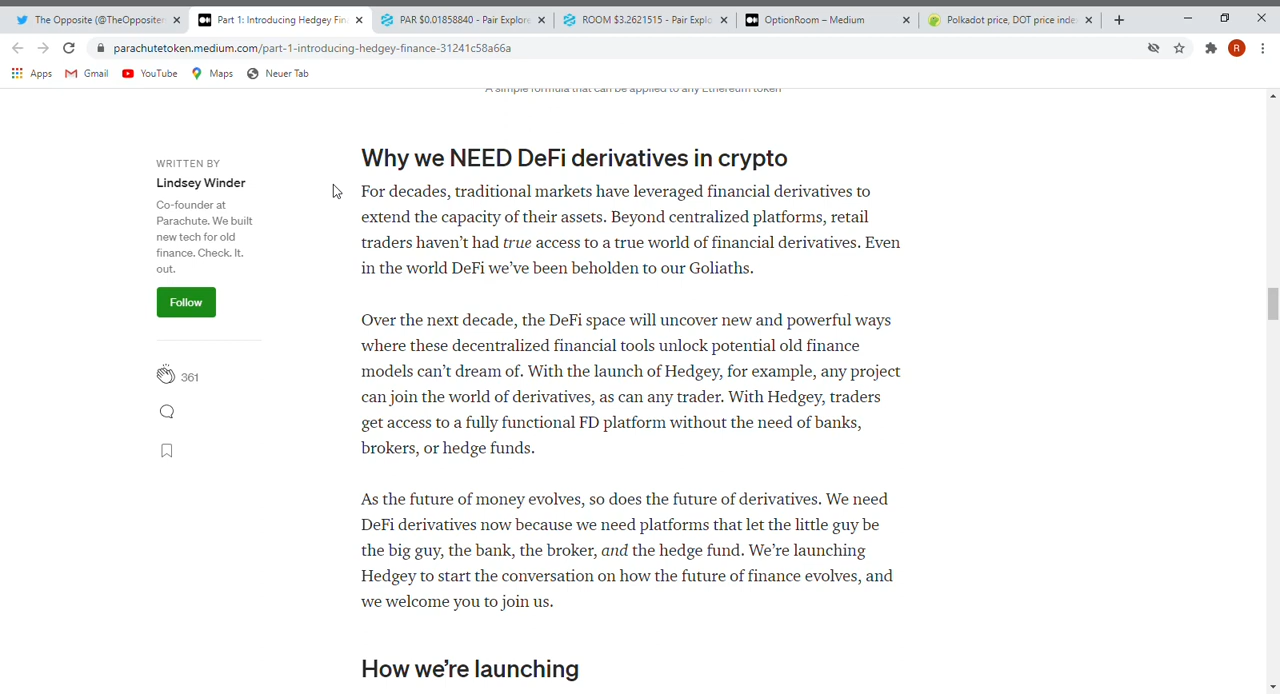 The Opposite (@TheOpposite
Part 1: Introducing Hedgey Fin
PAR $0.01858840 - Pair Explore
ROOM $3.2621515 - Pair Explo
OptionRoom – Medium
Polkadot price, DOT price inde
parachutetoken.medium.com/part-1-introducing-hedgey-finance-31241c58a66a
R
Apps
Gmail
YouTube
Maps
Neuer Tab
A simple formula that can be applied to any Ethereum token
WRITTEN BY
Lindsey Winder
Co-founder at
Parachute. We built
new tech for old
finance. Check. It.
out.
Follow
361
Why we NEED DeFi derivatives in crypto
For decades, traditional markets have leveraged financial derivatives to
extend the capacity of their assets. Beyond centralized platforms, retail
traders haven’t had true access to a true world of financial derivatives. Even
in the world DeFi we’ve been beholden to our Goliaths.
Over the next decade, the DeFi space will uncover new and powerful ways
where these decentralized financial tools unlock potential old finance
models can’t dream of. With the launch of Hedgey, for example, any project
can join the world of derivatives, as can any trader. With Hedgey, traders
get access to a fully functional FD platform without the need of banks,
brokers, or hedge funds.
As the future of money evolves, so does the future of derivatives. We need
DeFi derivatives now because we need platforms that let the little guy be
the big guy, the bank, the broker, and the hedge fund. We’re launching
Hedgey to start the conversation on how the future of finance evolves, and
we welcome you to join us.
How we’re launching